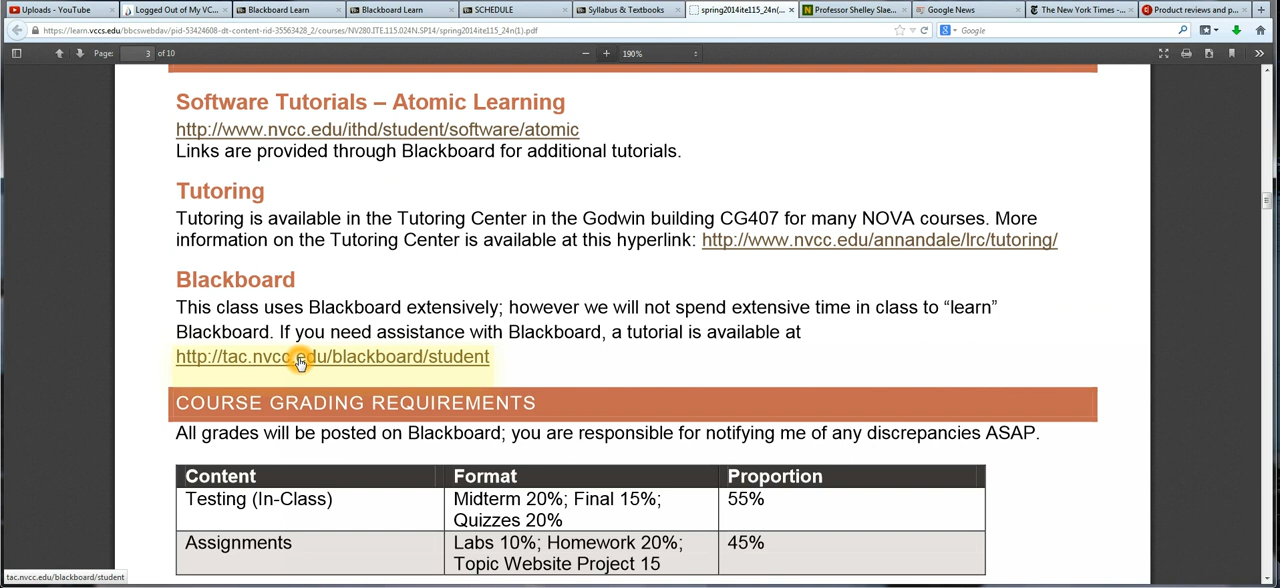 Uploads - YouTube
Logged Out of My VC...
Blackboard Learn
Blackboard Learn
SCHEDULE
Syllabus & Textbooks
spring2014ite115_24n(...
Professor Shelley Slae...
Google News
The New York Times -...
Product reviews and p...
https://learn.vccs.edu/bbcswebdav/pid-53424608-dt-content-rid-35563428_2/courses/NV280.ITE.115.024N.SP14/spring2014ite115_24n(1).pdf
Google
Page: 3 of 10
190%
Software Tutorials – Atomic Learning
http://www.nvcc.edu/ithd/student/software/atomic
Links are provided through Blackboard for additional tutorials.
Tutoring
Tutoring is available in the Tutoring Center in the Godwin building CG407 for many NOVA courses. More
information on the Tutoring Center is available at this hyperlink: http://www.nvcc.edu/annandale/lrc/tutoring/
Blackboard
This class uses Blackboard extensively; however we will not spend extensive time in class to “learn”
Blackboard. If you need assistance with Blackboard, a tutorial is available at
http://tac.nvcc.edu/blackboard/student
COURSE GRADING REQUIREMENTS
All grades will be posted on Blackboard; you are responsible for notifying me of any discrepancies ASAP.
Content Format Proportion
Testing (In-Class) Midterm 20%; Final 15%; 55%
Quizzes 20%
Assignments Labs 10%; Homework 20%; 45%
Topic Website Project 15
tac.nvcc.edu/blackboard/student